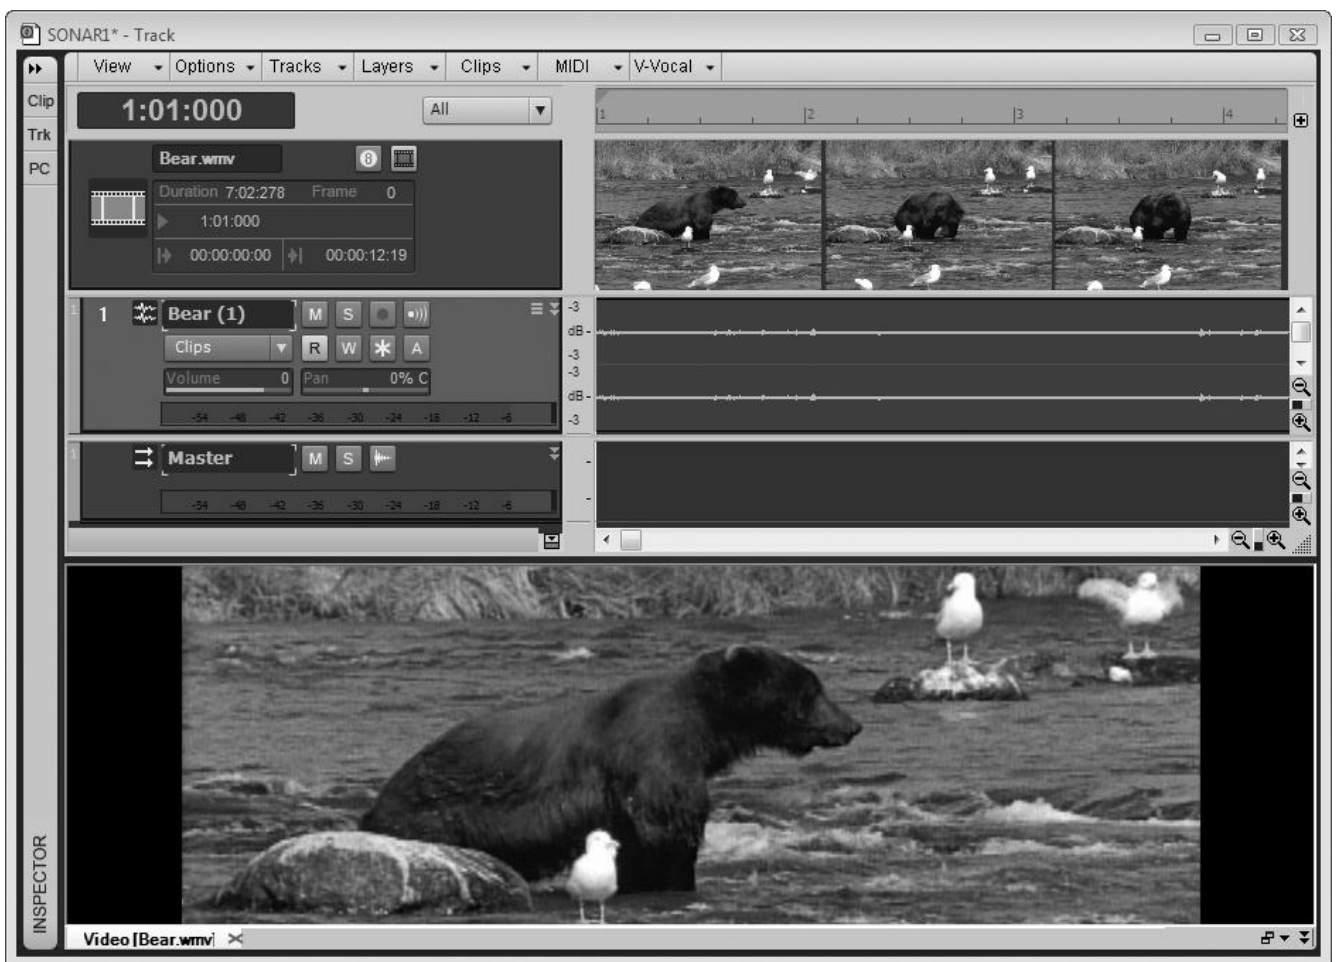 SONAR1* - Track
View Options Tracks Layers Clips MIDI V-Vocal
Clip
Trk
PC
1:01:000
All
1 2 3 4
Bear.wmv 8
Duration 7:02:278 Frame 0
1:01:000
00:00:00:00 00:00:12:19
1 1 Bear (1) M S
Clips R W * A
Volume 0 Pan 0% C
-54 -48 -42 -36 -30 -24 -18 -12 -6
-3
dB-
-3
-3
dB-
-3
1 Master M S
-54 -48 -42 -36 -30 -24 -18 -12 -6
INSPECTOR
Video [Bear.wmv]